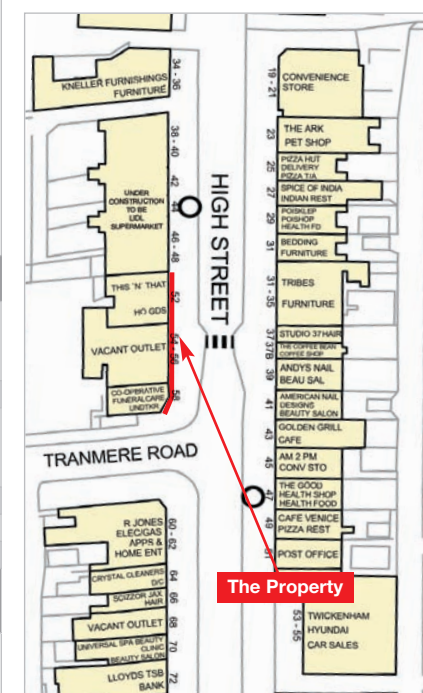 34 - 36
KNELLER FURNISHINGS
FURNITURE
38 - 40
42
44
46 - 48
UNDER
CONSTRUCTION
TO BE
LIDL
SUPERMARKET
THIS 'N' THAT
HO GDS
52
VACANT OUTLET
54 - 56
CO-OPERATIVE
FUNERALCARE
UNDTKR
58
TRANMERE ROAD
R JONES
ELEC/GAS
APPS &
HOME ENT
60 - 62
CRYSTAL CLEANERS
D/C
64
SCIZZOR JAX
HAIR
66
VACANT OUTLET
68
UNIVERSAL SPA BEAUTY
CLINIC
BEAUTY SALON
70
LLOYDS TSB
BANK
72
HIGH STREET
19 - 21
CONVENIENCE
STORE
23
THE ARK
PET SHOP
25
PIZZA HUT
DELIVERY
PIZZA T/A
27
SPICE OF INDIA
INDIAN REST
29
POISKLEP
POISHOP
HEALTH FD
31
BEDDING
FURNITURE
31 - 35
TRIBES
FURNITURE
37
STUDIO 37 HAIR
37B
THE COFFEE BEAN
COFFEE SHOP
39
ANDYS NAIL
BEAU SAL
41
AMERICAN NAIL
DESIGNS
BEAUTY SALON
43
GOLDEN GRILL
CAFE
45
AM 2 PM
CONV STO
47
THE GOOD
HEALTH SHOP
HEALTH FOOD
49
CAFE VENICE
PIZZA REST
51
POST OFFICE
The Property
53 - 55
TWICKENHAM
HYUNDAI
CAR SALES